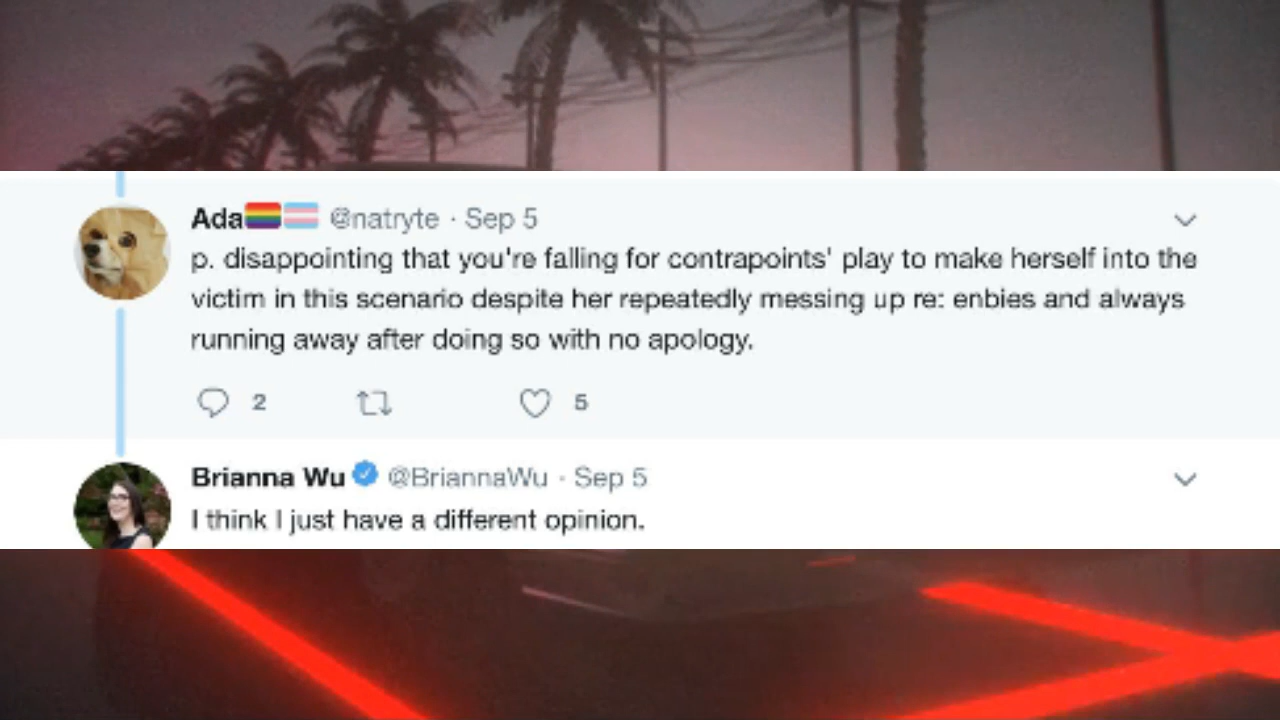 Ada🏳️‍🌈🏳️‍⚧️ @natryte · Sep 5
p. disappointing that you're falling for contrapoints' play to make herself into the
victim in this scenario despite her repeatedly messing up re: enbies and always
running away after doing so with no apology.
2 5
Brianna Wu @BriannaWu · Sep 5
I think I just have a different opinion.